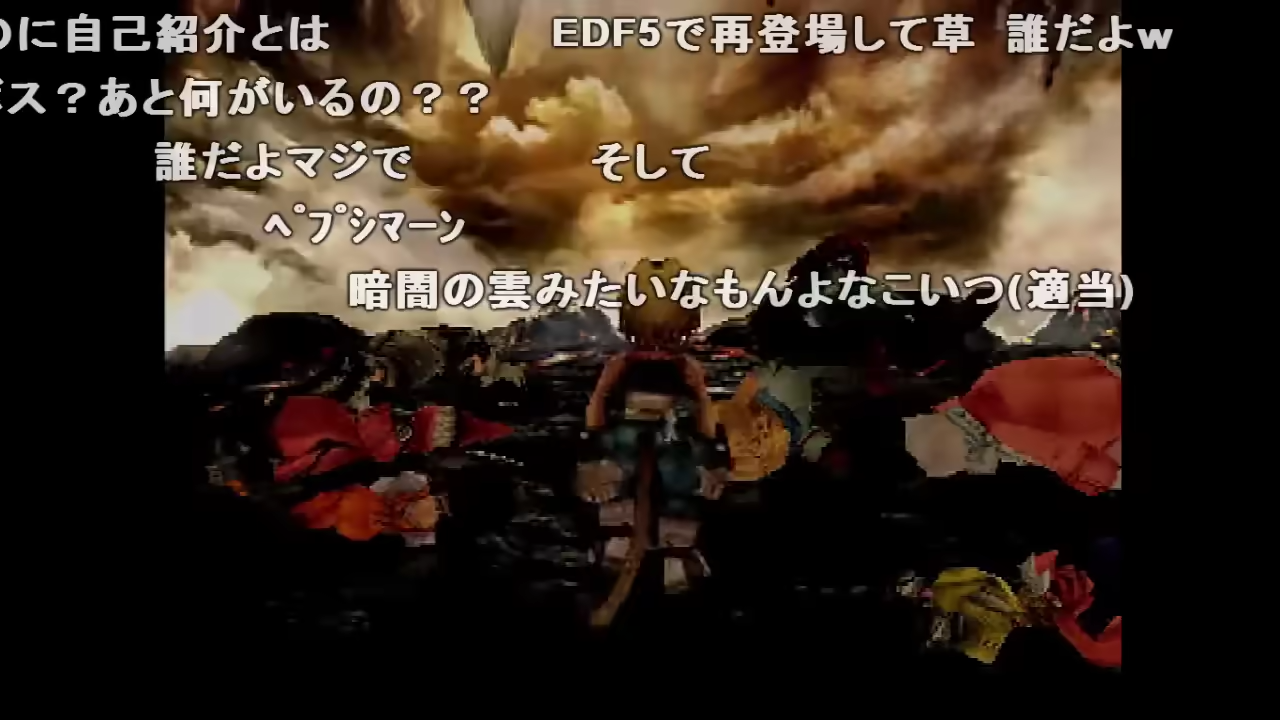 のに自己紹介とは
EDF5で再登場して草
誰だよw
ボス？あと何がいるの？？
誰だよマジで
そして
ﾍﾟプｼﾏｰﾝ
暗闇の雲みたいなもんよなこいつ(適当)